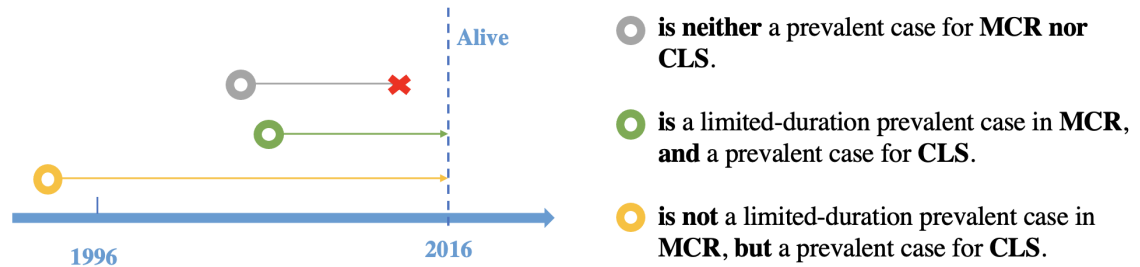 Alive
1996
2016
is neither a prevalent case for MCR nor
CLS.
is a limited-duration prevalent case in MCR,
and a prevalent case for CLS.
is not a limited-duration prevalent case in
MCR, but a prevalent case for CLS.